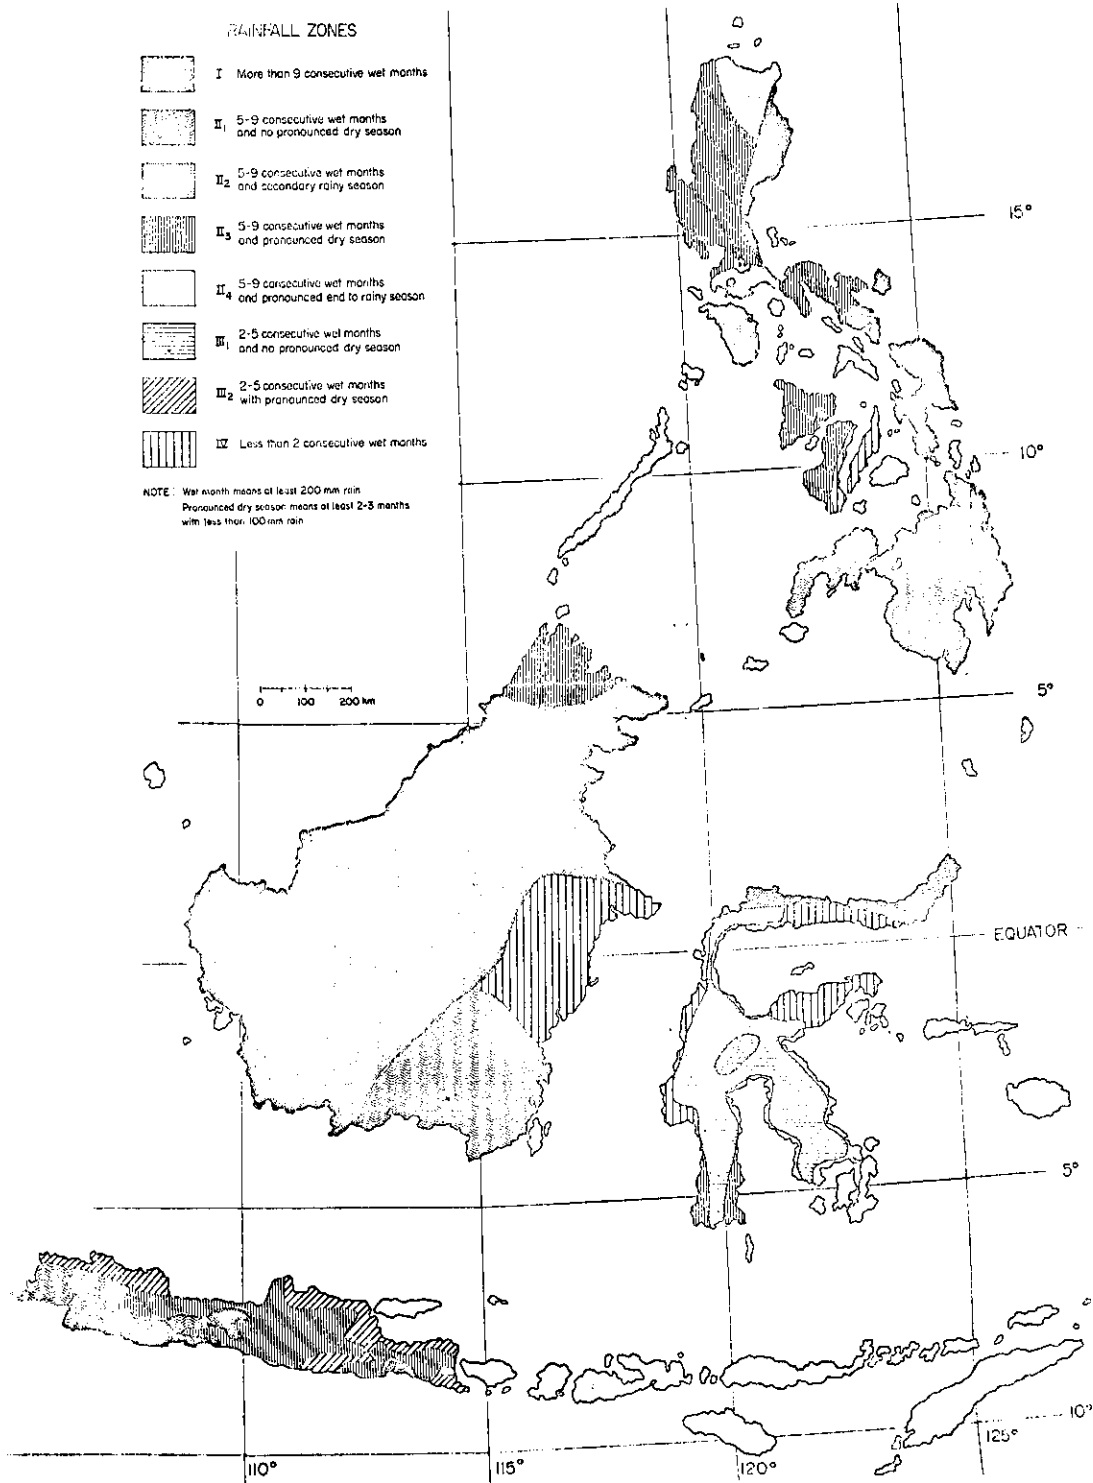 RAINFALL ZONES
I More than 9 consecutive wet months
II1 5-9 consecutive wet months
and no pronounced dry season
II2 5-9 consecutive wet months
and secondary rainy season
II3 5-9 consecutive wet months
and pronounced dry season
II4 5-9 consecutive wet months
and pronounced end to rainy season
III1 2-5 consecutive wet months
and no pronounced dry season
III2 2-5 consecutive wet months
with pronounced dry season
IV Less than 2 consecutive wet months
NOTE: Wet month means at least 200 mm rain
Pronounced dry season means at least 2-3 months
with less than 100 mm rain
15°
10°
0 100 200 km
5°
EQUATOR
5°
10°
110°
115°
120°
125°